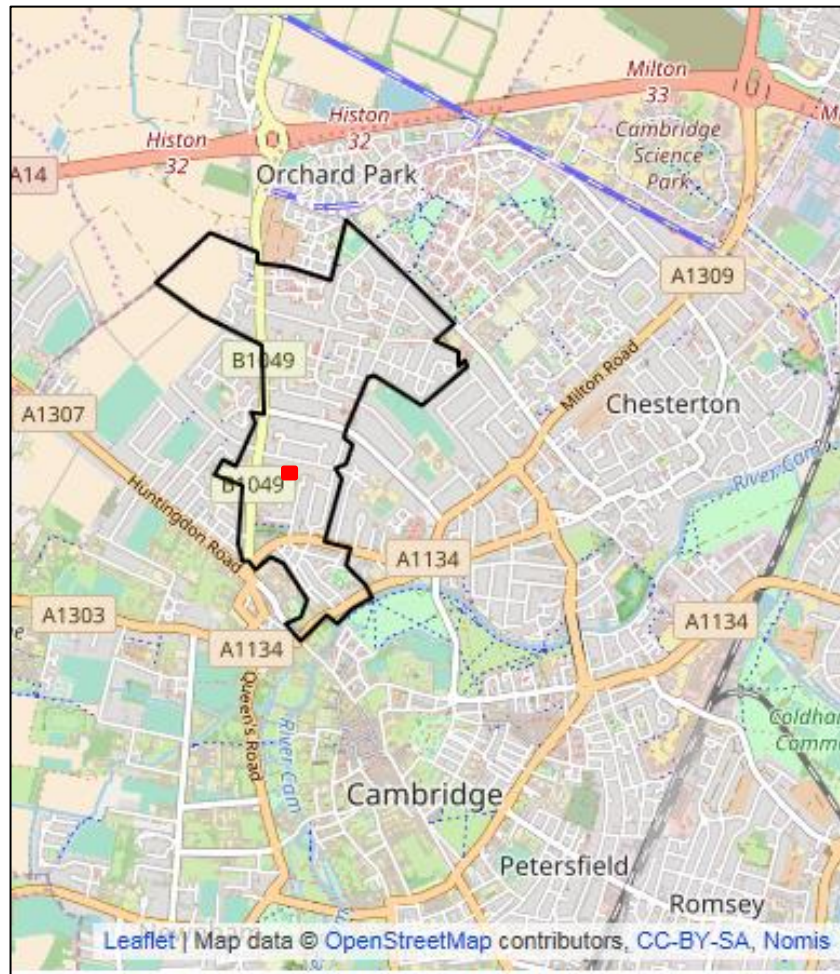 Milton
33
Histon
32
Histon
32
Cambridge
Science
Park
A14
Orchard Park
A1309
B1049
Milton Road
A1307
Chesterton
River Cam
B1049
Huntingdon Road
A1134
A1303
A1134
A1134
Queen's Road
River Cam
Cambridge
Petersfield
Romsey
Leaflet | Map data © OpenStreetMap contributors, CC-BY-SA, Nomis